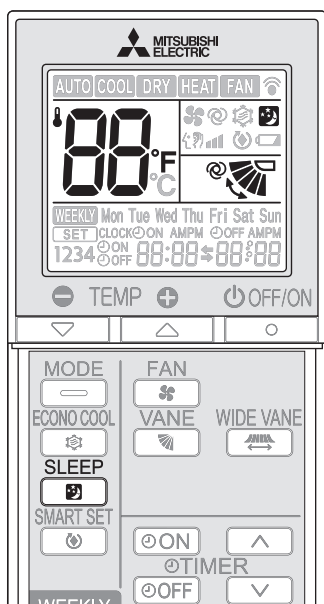 MITSUBISHI
ELECTRIC
AUTO COOL DRY HEAT FAN
88°F
°C
WEEKLY Mon Tue Wed Thu Fri Sat Sun
SET CLOCK ON AMPM OFF AMPM
1234 ON OFF 88:88 88:88
TEMP OFF/ON
MODE FAN
ECONO COOL VANE WIDE VANE
SLEEP
SMART SET
ON
TIMER
OFF
WEEKLY